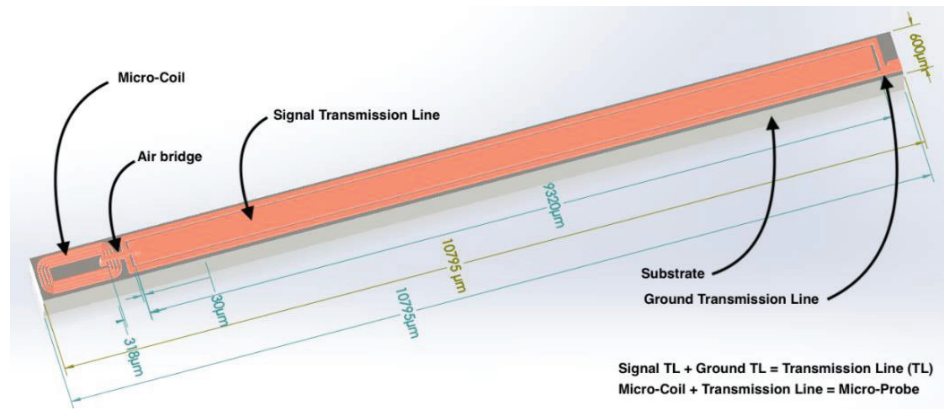 600µm
Micro-Coil
Signal Transmission Line
Air bridge
9320µm
10795 µm
Substrate
30µm
Ground Transmission Line
10795µm
318µm
Signal TL + Ground TL = Transmission Line (TL)
Micro-Coil + Transmission Line = Micro-Probe